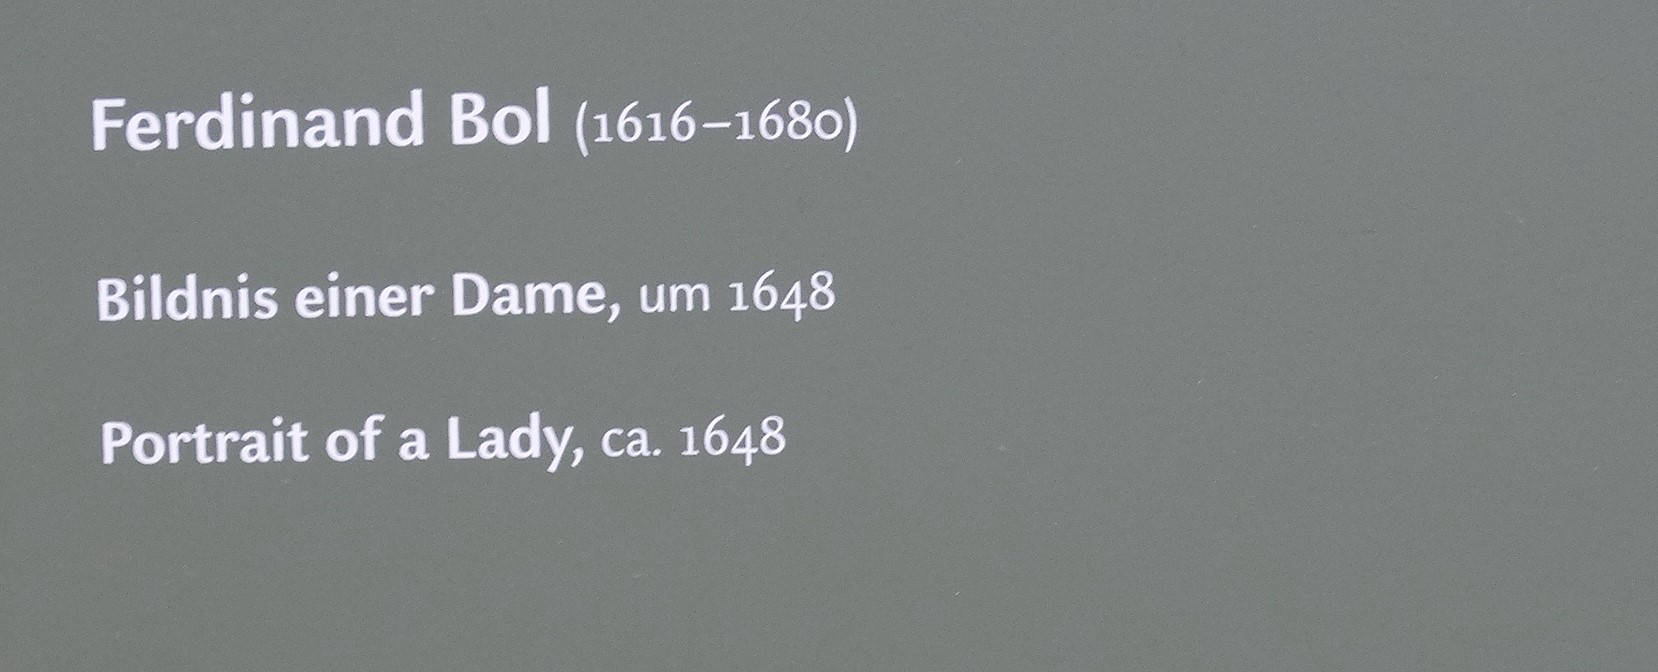 Ferdinand Bol (1616–1680)
Bildnis einer Dame, um 1648
Portrait of a Lady, ca. 1648